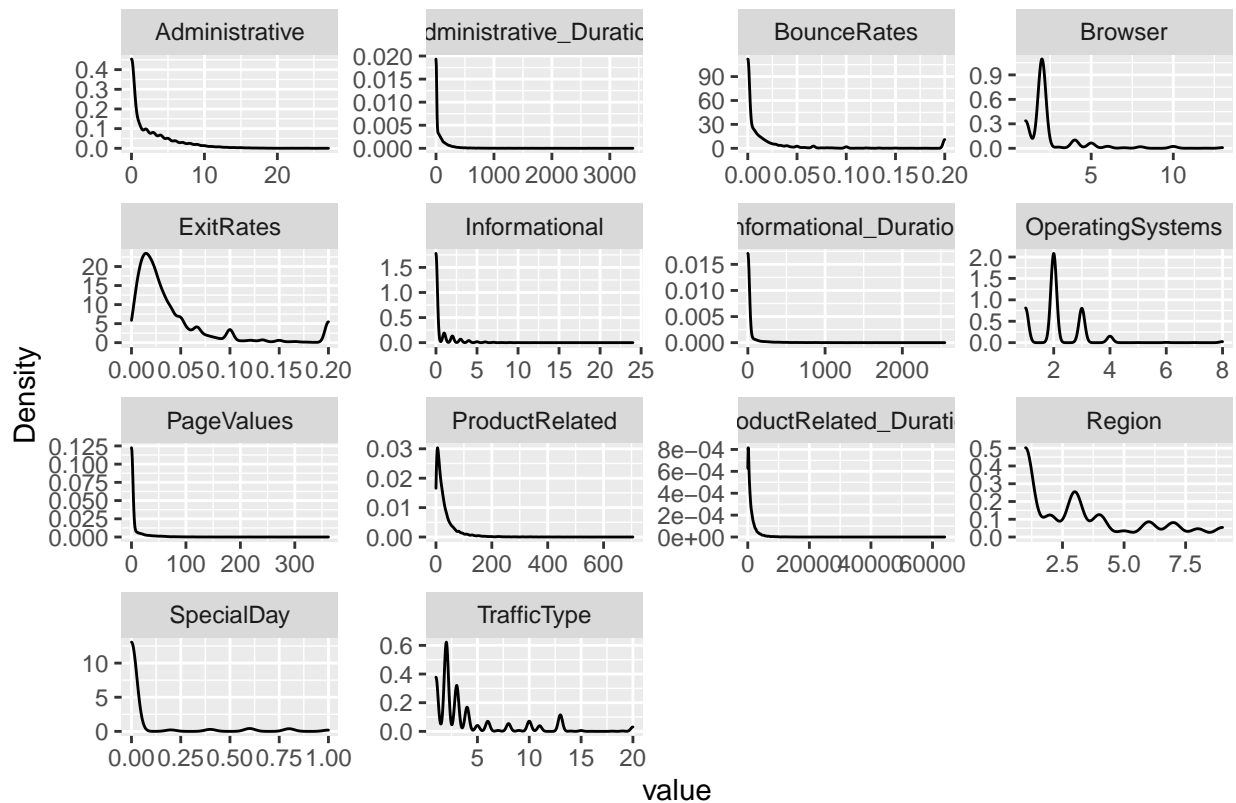 Administrative
dministrative_Duratio
BounceRates
Browser
0.4
0.3
0.2
0.1
0.0
0 10 20
0.020
0.015
0.010
0.005
0.000
0 1000 2000 3000
90
60
30
0
0.00 0.05 0.10 0.15 0.20
0.9
0.6
0.3
0.0
5 10
ExitRates
Informational
nformational_Duratio
OperatingSystems
20
15
10
5
0
0.00 0.05 0.10 0.15 0.20
1.5
1.0
0.5
0.0
0 5 10 15 20 25
0.015
0.010
0.005
0.000
0 1000 2000
2.0
1.5
1.0
0.5
0.0
2 4 6 8
Density
PageValues
ProductRelated
oductRelated_Durati
Region
0.125
0.100
0.075
0.050
0.025
0.000
0 100 200 300
0.03
0.02
0.01
0.00
0 200 400 600
8e−04
6e−04
4e−04
2e−04
0e+00
0 20000 40000 60000
0.5
0.4
0.3
0.2
0.1
0.0
2.5 5.0 7.5
SpecialDay
TrafficType
10
5
0
0.00 0.25 0.50 0.75 1.00
0.6
0.4
0.2
0.0
5 10 15 20
value